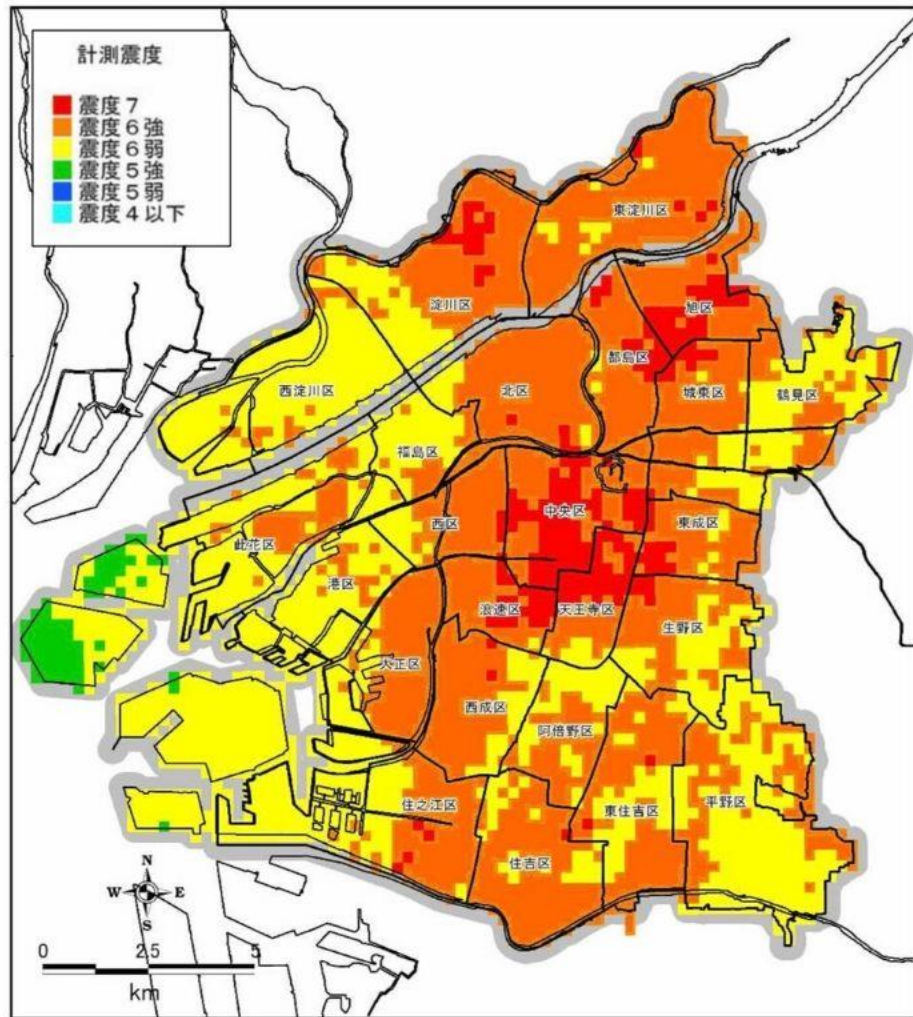 計測震度
震度7
震度6強
震度6弱
震度5強
震度5弱
震度4以下
東淀川区
淀川区
旭区
都島区
西淀川区
北区
城東区
鶴見区
福島区
中央区
東成区
西区
此花区
港区
浪速区
天王寺区
生野区
大正区
西成区
阿倍野区
住之江区
東住吉区
平野区
住吉区
N
W E
S
0 2.5 5
km